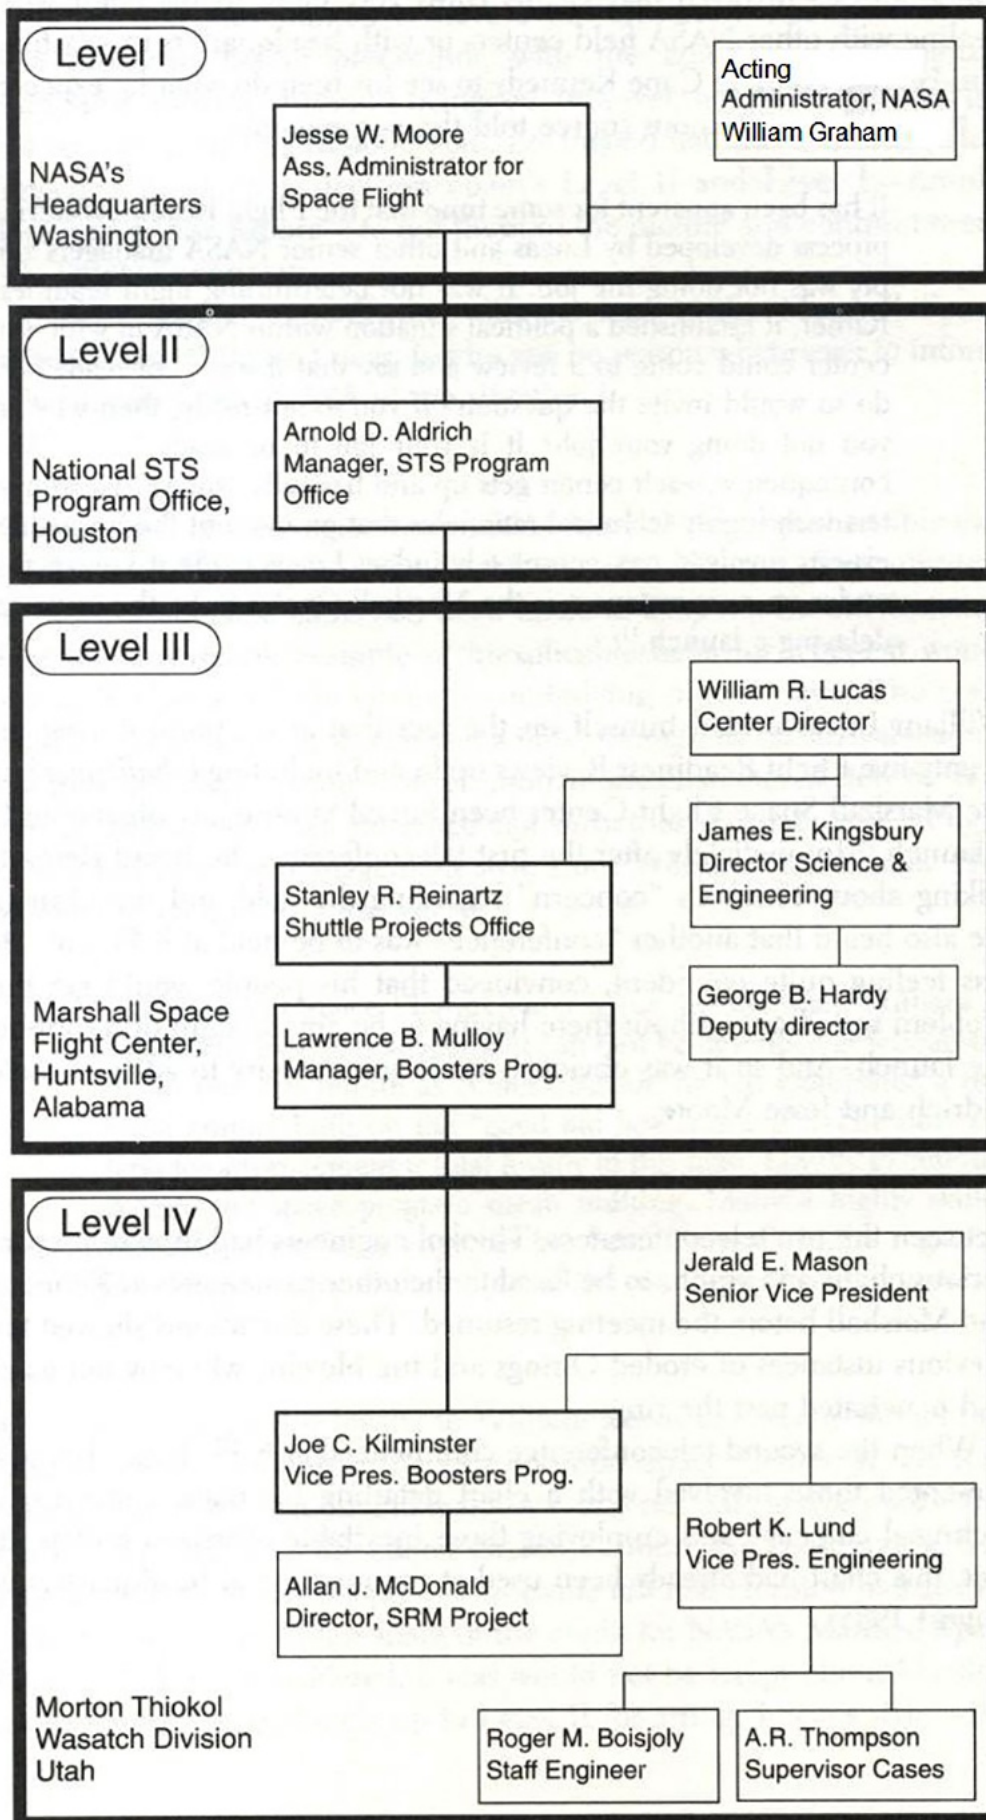 Level I
Acting
Administrator, NASA
William Graham
Jesse W. Moore
Ass. Administrator for
Space Flight
NASA's
Headquarters
Washington
Level II
Arnold D. Aldrich
Manager, STS Program
Office
National STS
Program Office,
Houston
Level III
William R. Lucas
Center Director
James E. Kingsbury
Director Science &
Engineering
Stanley R. Reinartz
Shuttle Projects Office
George B. Hardy
Deputy director
Lawrence B. Mulloy
Manager, Boosters Prog.
Marshall Space
Flight Center,
Huntsville,
Alabama
Level IV
Jerald E. Mason
Senior Vice President
Joe C. Kilminster
Vice Pres. Boosters Prog.
Robert K. Lund
Vice Pres. Engineering
Allan J. McDonald
Director, SRM Project
Morton Thiokol
Wasatch Division
Utah
Roger M. Boisjoly
Staff Engineer
A.R. Thompson
Supervisor Cases